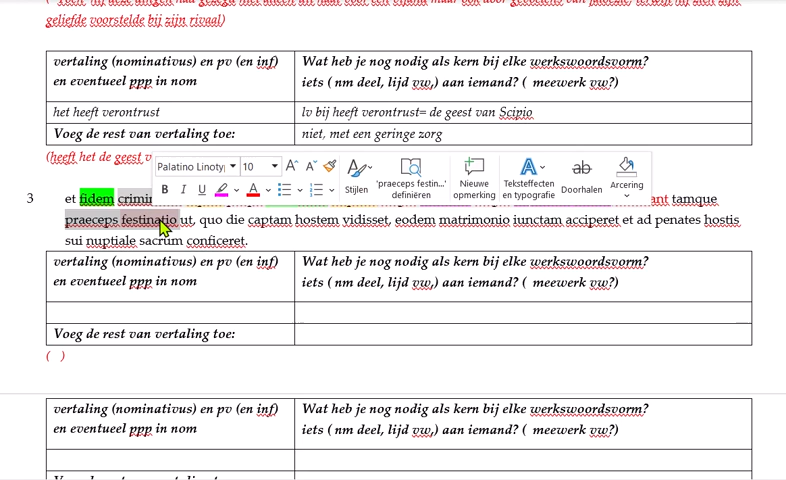 geliefde voorstelde bij zijn rivaal)
vertaling (nominativus) en pv (en inf) en eventueel ppp in nom
Wat heb je nog nodig als kern bij elke werkswoordsvorm? iets ( nm deel, lijd vw,) aan iemand? ( meewerk vw?)
het heeft verontrust
lv bij heeft verontrust= de geest van Scipio
Voeg de rest van vertaling toe:
niet, met een geringe zorg
(heeft het de geest v
Palatino Linoty
10
A A
B I U
A
Stijlen
'praeceps festin...' definiëren
Nieuwe opmerking
Teksteffecten en typografie
ab
Doorhalen
Arcering
3 et fidem crimin
ant tamque
praeceps festinatio ut, quo die captam hostem vidisset, eodem matrimonio iunctam acciperet et ad penates hostis
sui nuptiale sacrum conficeret.
vertaling (nominativus) en pv (en inf) en eventueel ppp in nom
Wat heb je nog nodig als kern bij elke werkswoordsvorm? iets ( nm deel, lijd vw,) aan iemand? ( meewerk vw?)
Voeg de rest van vertaling toe:
( )
vertaling (nominativus) en pv (en inf) en eventueel ppp in nom
Wat heb je nog nodig als kern bij elke werkswoordsvorm? iets ( nm deel, lijd vw,) aan iemand? ( meewerk vw?)